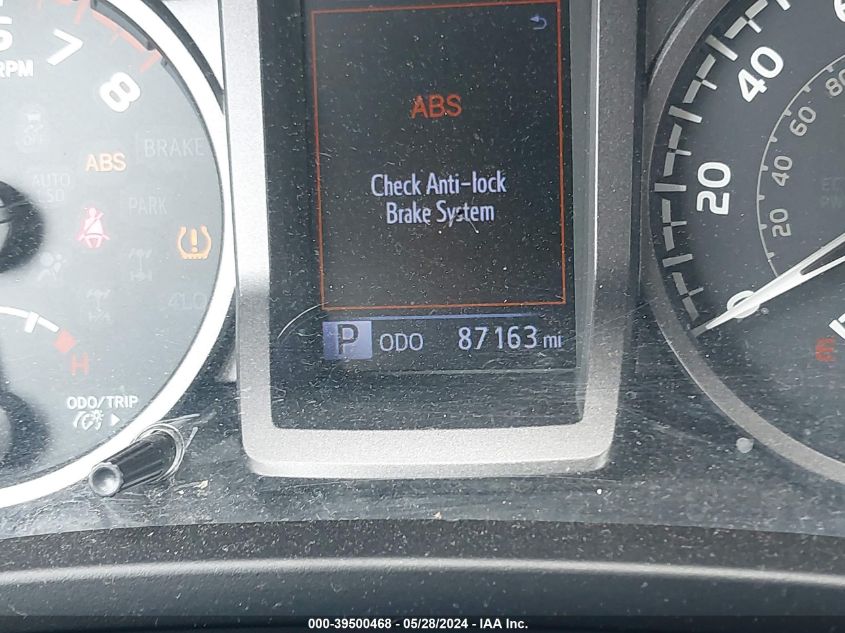 7
RPM
8
ABS
BRAKE
AUTO
LSD
PARK
4LO
H
ODO/TRIP
ABS
Check Anti-lock
Brake System
P ODO 87163 mi
40
20
0
80
60
40
20
000-39500468 - 05/28/2024 - IAA Inc.